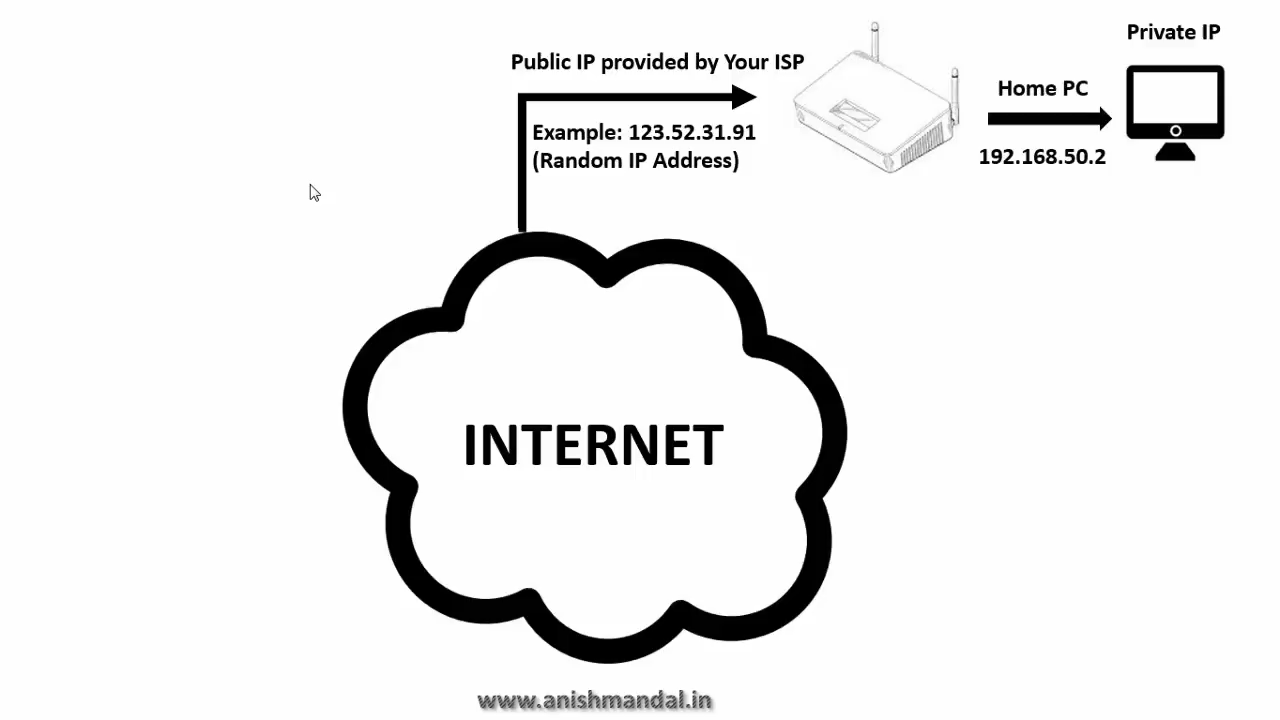 Private IP
Public IP provided by Your ISP
Home PC
Example: 123.52.31.91
(Random IP Address)
192.168.50.2
INTERNET
www.anishmandal.in